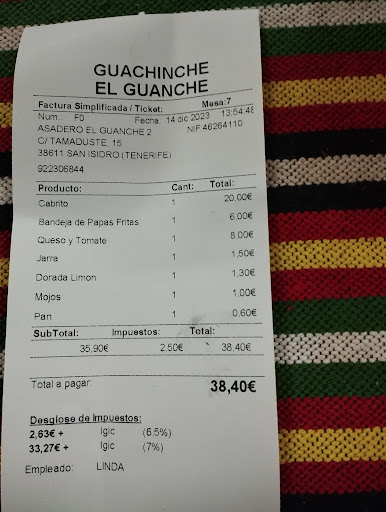 GUACHINCHE
EL GUANCHE
Factura Simplificada / Ticket: Mesa:7
Num.: F0 Fecha 14 dic 2023 13:54:48
ASADERO EL GUANCHE 2 NIF:46264110
C/ TAMADUSTE, 15
38611 SAN ISIDRO (TENERIFE)
922306844
Producto: Cant: Total:
Cabrito 1 20,00€
Bandeja de Papas Fritas 1 6,00€
Queso y Tomate 1 8,00€
Jarra 1 1,50€
Dorada Limon 1 1,30€
Mojos 1 1,00€
Pan 1 0,60€
SubTotal: Impuestos: Total:
35,90€ 2,50€ 38,40€
Total a pagar: 38,40€
Desglose de Impuestos:
2,63€ + Igic (6.5%)
33,27€ + Igic (7%)
Empleado: LINDA